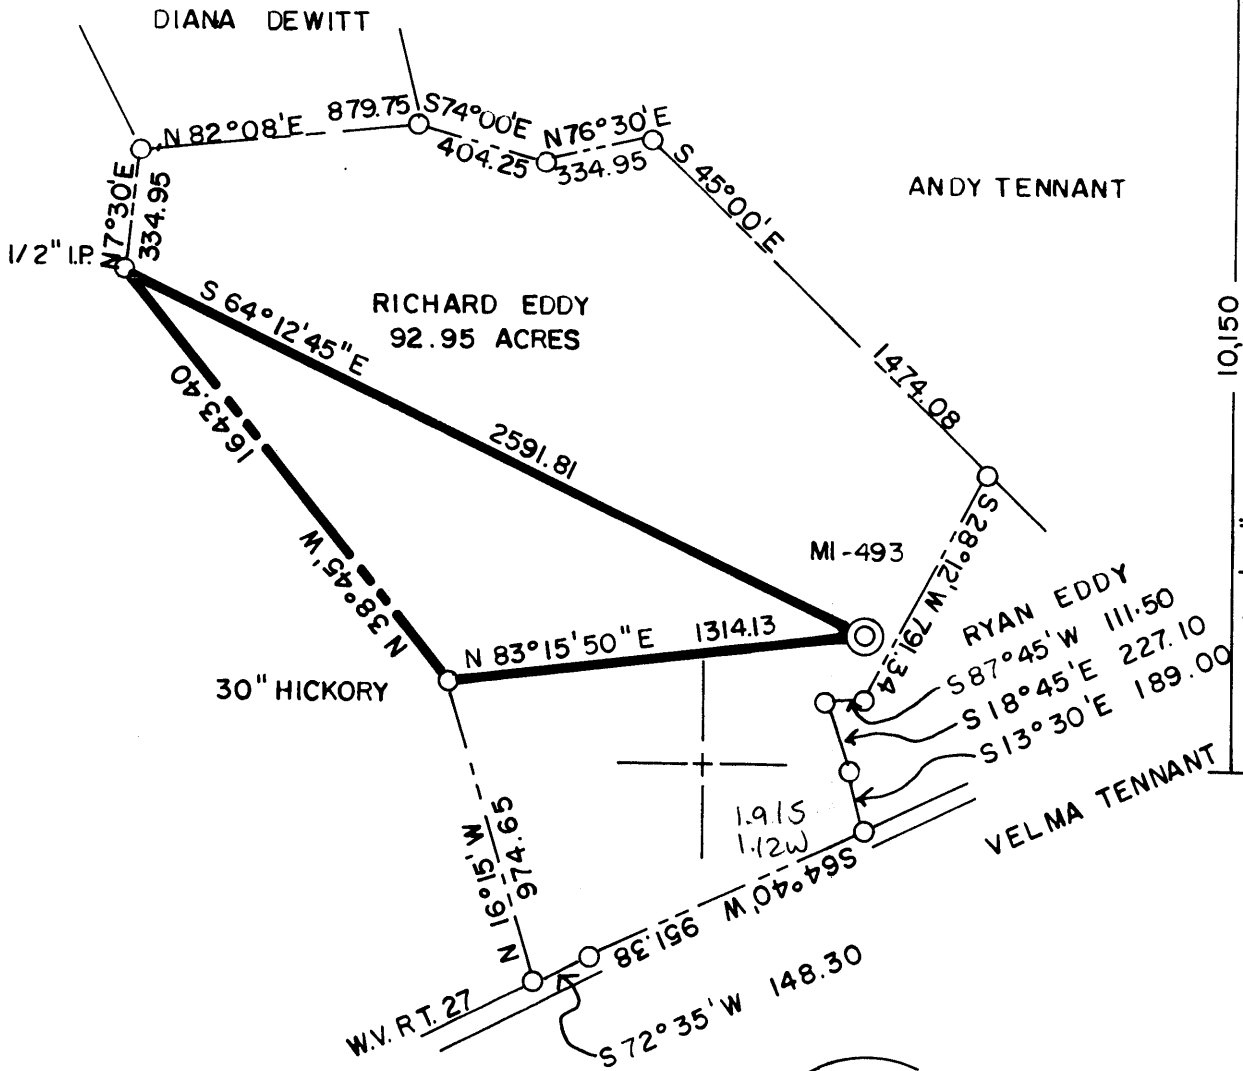 DIANA DEWITT
N 82°08'E 879.75
S74°00'E
404.25
N76°30'E
334.95
S 45°00'E
1474.08
ANDY TENNANT
N7°30'E
334.95
1/2" I.P.
RICHARD EDDY
92.95 ACRES
S 64°12'45"E
2591.81
1643.40
N 38°45'W
10,150
MI-493
S28°12'W 791.34
RYAN EDDY
S87°45'W 111.50
S18°45'E 227.10
S13°30'E 189.00
N 83°15'50"E 1314.13
30" HICKORY
1.91S
1.12W
VELMA TENNANT
N 16°15'W
974.65
S64°40'W 951.38
W.V. RT. 27
S72°35'W 148.30